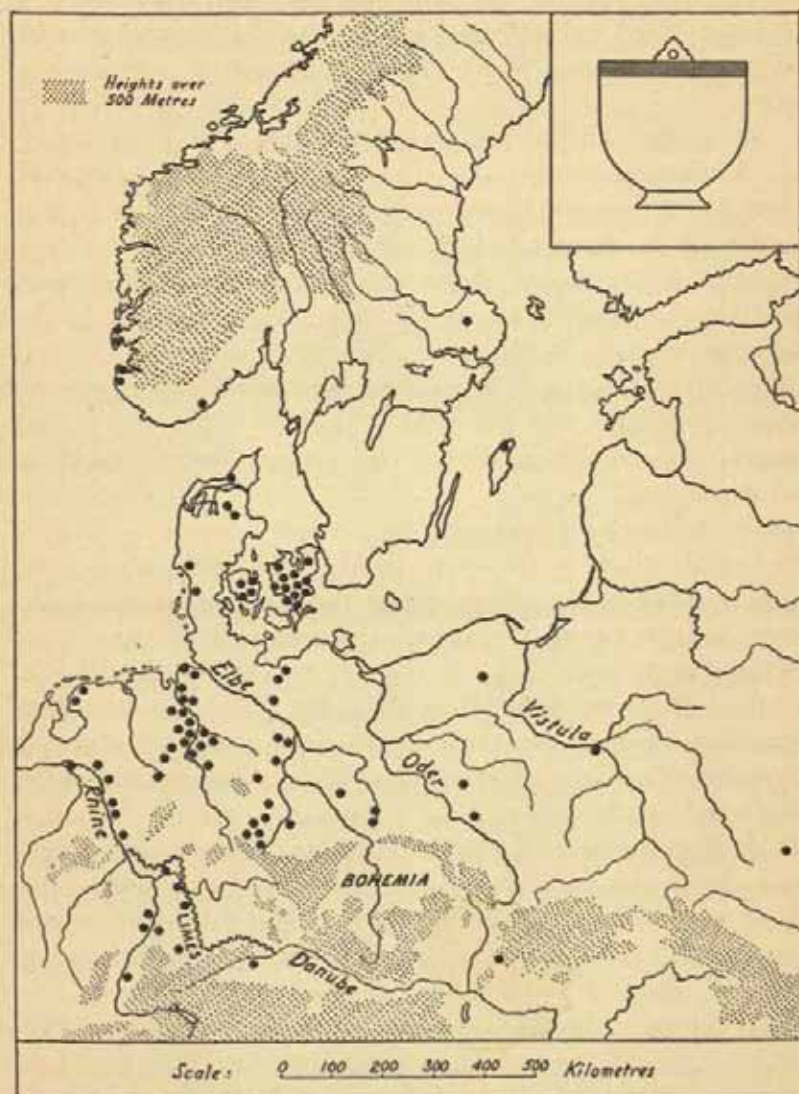 Heights over
500 Metres
Elbe
Vistula
Oder
Rhine
BOHEMIA
LIMES
Danube
Scale: 0 100 200 300 400 500 Kilometres